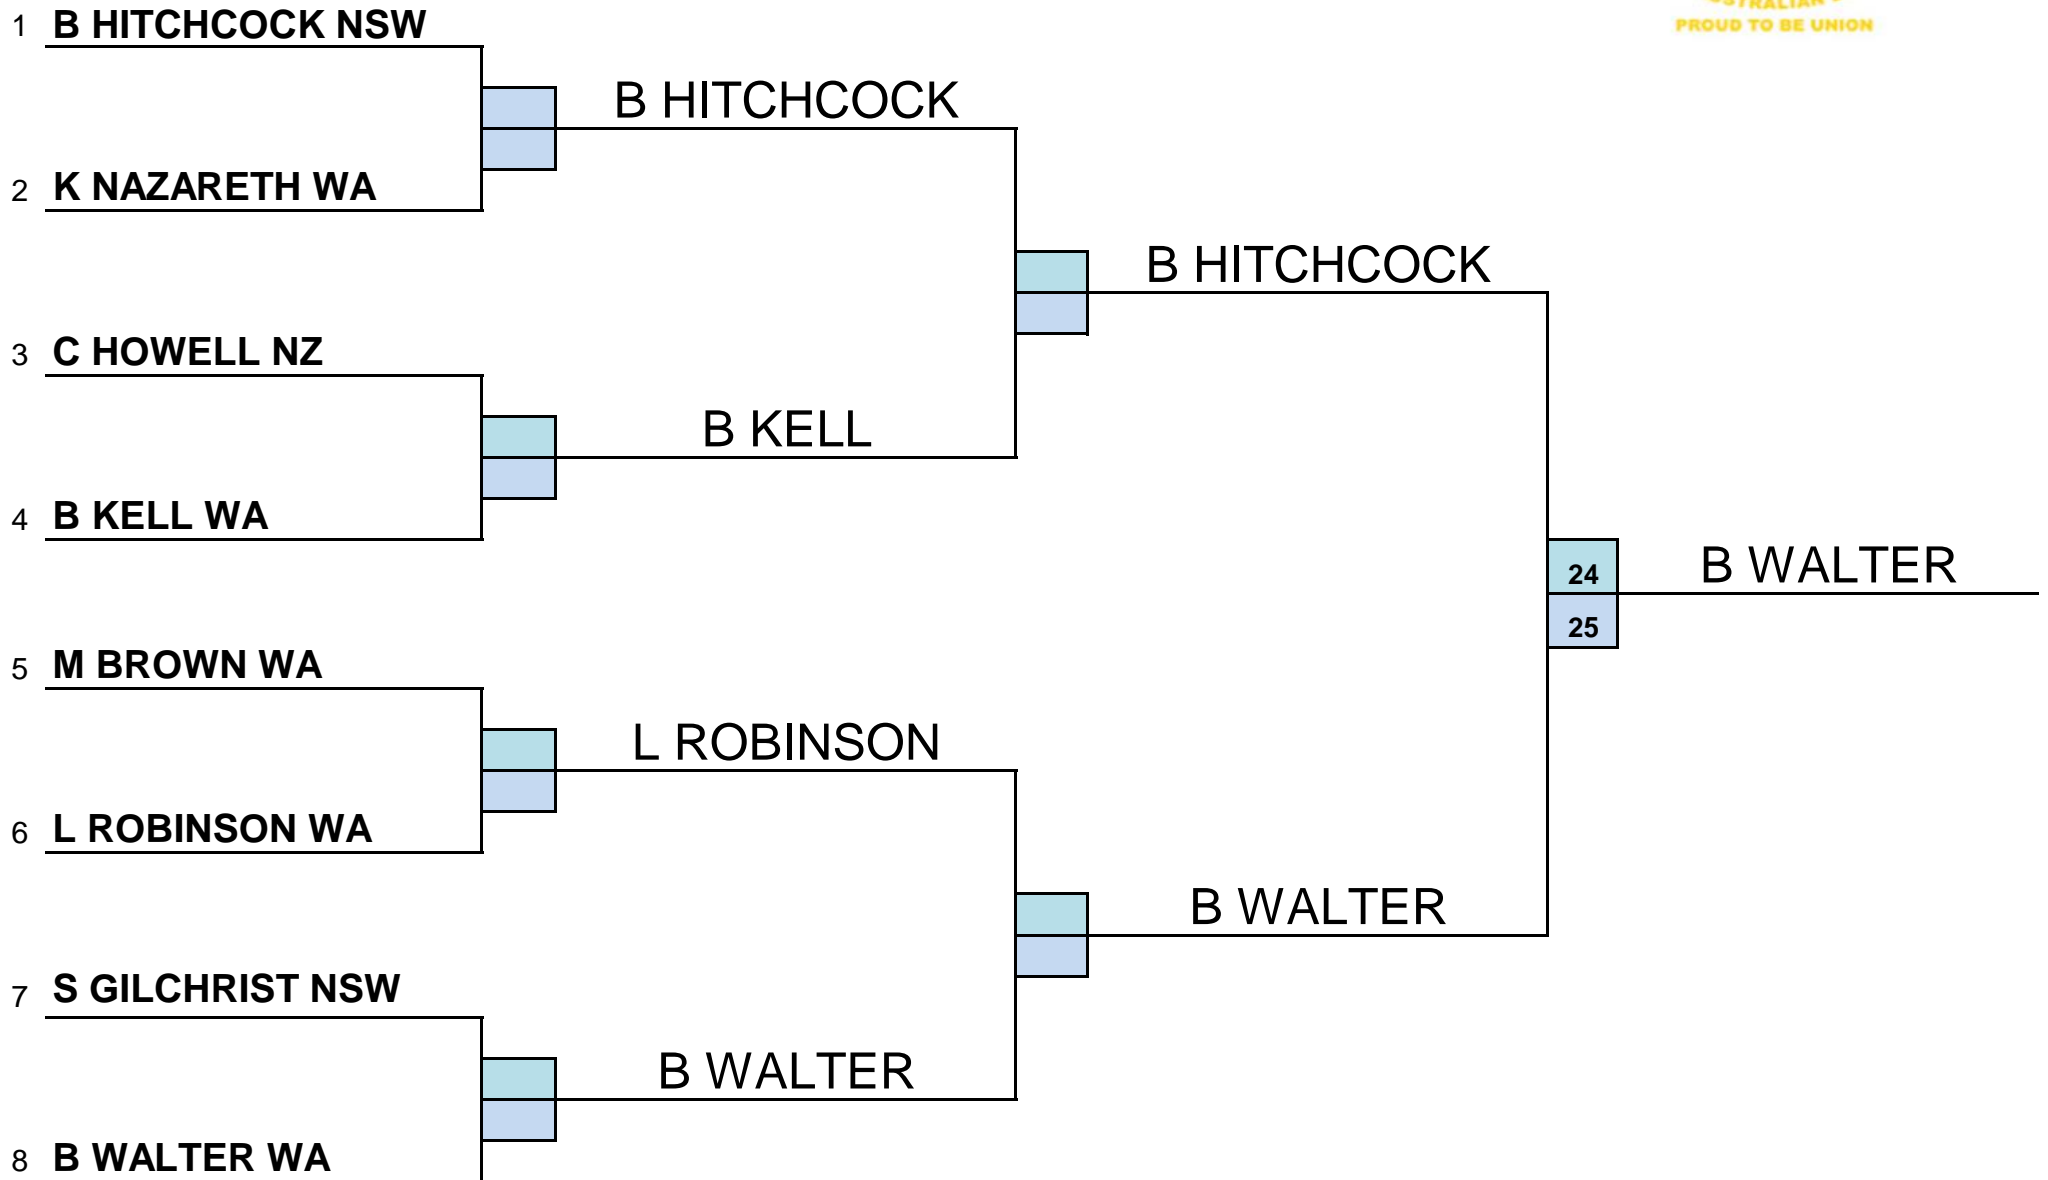 PROUD TO BE UNION
1 B HITCHCOCK NSW
B HITCHCOCK
2 K NAZARETH WA
B HITCHCOCK
3 C HOWELL NZ
B KELL
4 B KELL WA
24 B WALTER
25
5 M BROWN WA
L ROBINSON
6 L ROBINSON WA
B WALTER
7 S GILCHRIST NSW
B WALTER
8 B WALTER WA